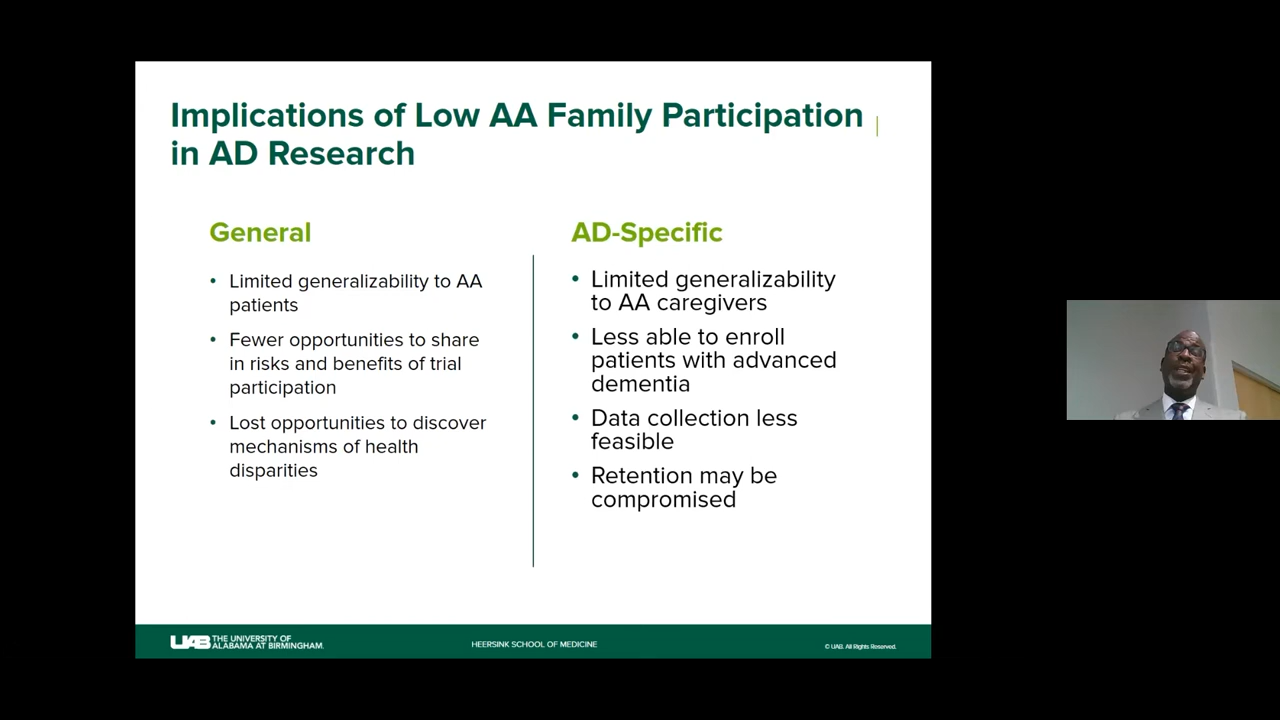 Implications of Low AA Family Participation
in AD Research
General
• Limited generalizability to AA
patients
• Fewer opportunities to share
in risks and benefits of trial
participation
• Lost opportunities to discover
mechanisms of health
disparities
AD-Specific
• Limited generalizability
to AA caregivers
• Less able to enroll
patients with advanced
dementia
• Data collection less
feasible
• Retention may be
compromised
UAB THE UNIVERSITY OF
ALABAMA AT BIRMINGHAM.
HEERSINK SCHOOL OF MEDICINE
© UAB. All Rights Reserved.